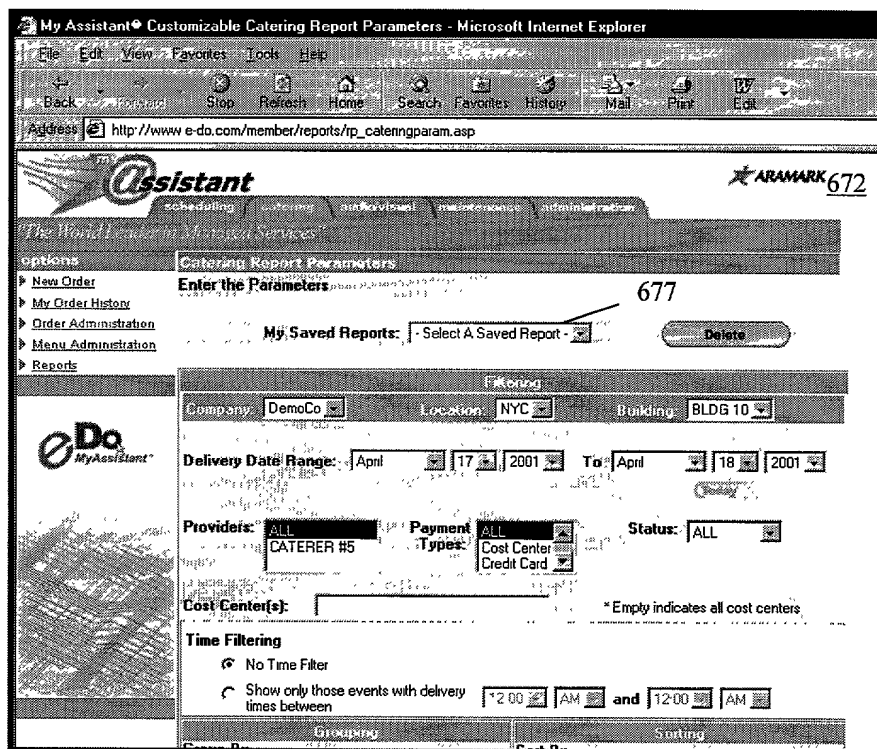 My Assistant� Customizable Catering Report Parameters - Microsoft Internet Explorer
File Edit View Favorites Tools Help
Back Forward Stop Refresh Home Search Favorites History Mail Print Edit
Address http://www e-do.com/member/reports/rp_cateringparam.asp
@ssistant ARAMARK 672
scheduling catering audio/visual maintenance administration
"The World Leader in Managed Services"
options Catering Report Parameters
New Order Enter the Parameters
My Order History 677
Order Administration My Saved Reports: - Select A Saved Report - Delete
Menu Administration
Reports
Filtering
Company: DemoCo Location: NYC Building: BLDG 10
eDo
MyAssistant
Delivery Date Range: April 17 2001 To April 18 2001
Today
Providers: ALL Payment Types: ALL Status: ALL
CATERER #5 Cost Center
Credit Card
Cost Center(s): * Empty indicates all cost centers
Time Filtering
No Time Filter
Show only those events with delivery times between 12 00 AM and 12:00 AM
Grouping Sorting
Group By Sort By